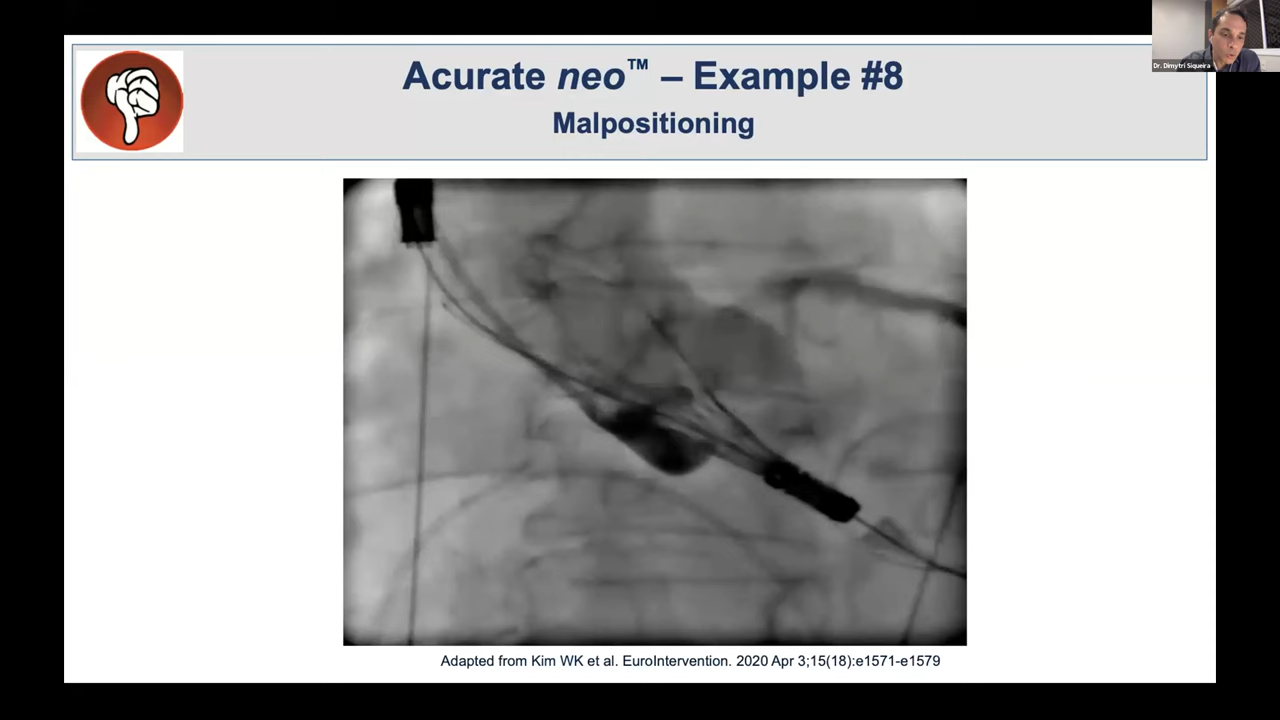 Acurate neo™ – Example #8
Malpositioning
Dr. Dimytri Siqueira
Adapted from Kim WK et al. EuroIntervention. 2020 Apr 3;15(18):e1571-e1579